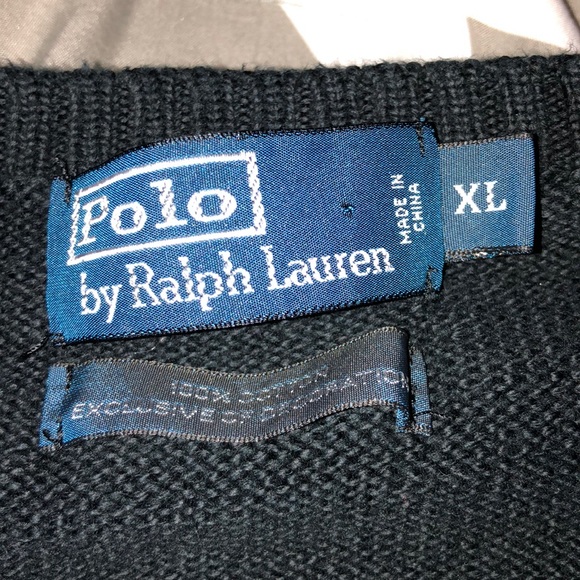 Polo
by Ralph Lauren
MADE IN
CHINA
XL
100% COTTON
EXCLUSIVE OF DECORATION